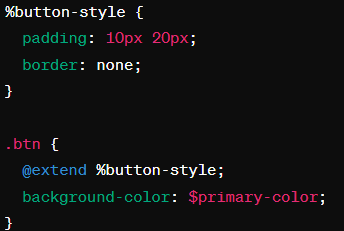 %button-style {
  padding: 10px 20px;
  border: none;
}

.btn {
  @extend %button-style;
  background-color: $primary-color;
}